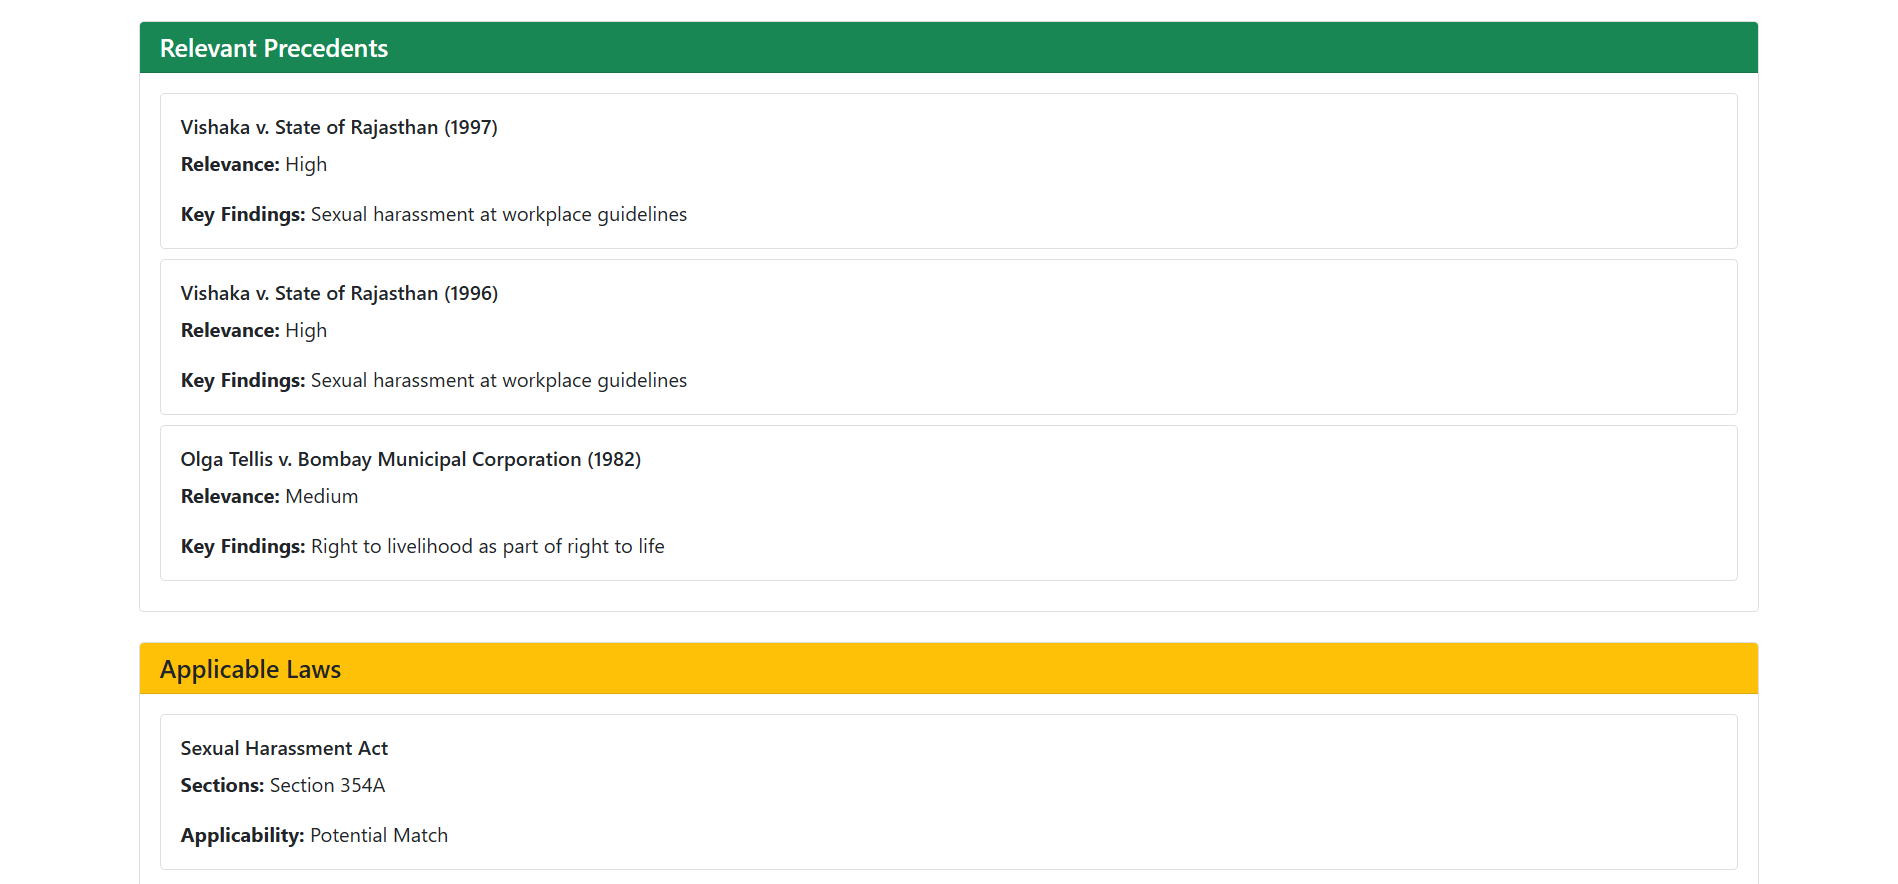 Relevant Precedents
Vishaka v. State of Rajasthan (1997)
Relevance: High
Key Findings: Sexual harassment at workplace guidelines
Vishaka v. State of Rajasthan (1996)
Relevance: High
Key Findings: Sexual harassment at workplace guidelines
Olga Tellis v. Bombay Municipal Corporation (1982)
Relevance: Medium
Key Findings: Right to livelihood as part of right to life
Applicable Laws
Sexual Harassment Act
Sections: Section 354A
Applicability: Potential Match